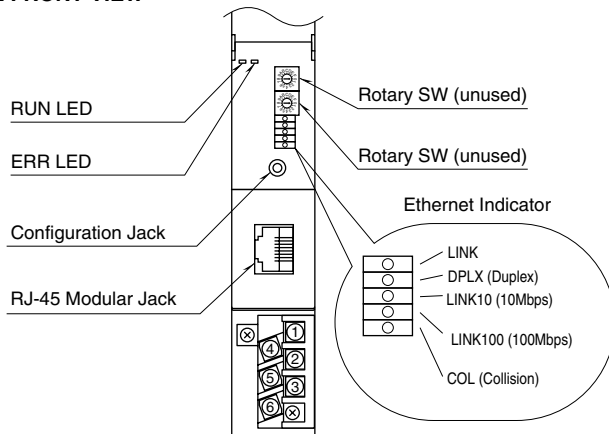 RUN LED
ERR LED
Configuration Jack
RJ-45 Modular Jack
Rotary SW (unused)
Rotary SW (unused)
Ethernet Indicator
LINK
DPLX (Duplex)
LINK10 (10Mbps)
LINK100 (100Mbps)
COL (Collision)
1
4
2
5
3
6